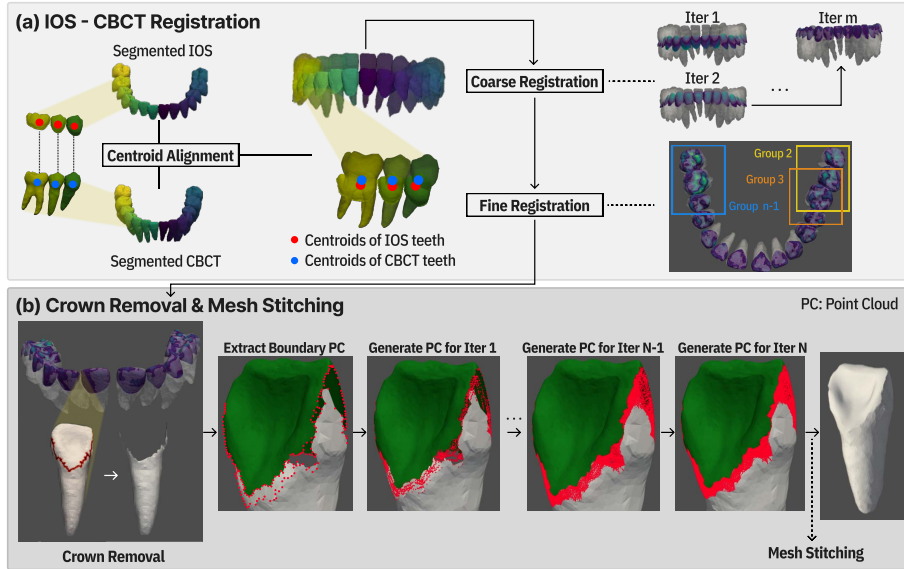 (a) IOS - CBCT Registration
Segmented IOS
Centroid Alignment
Segmented CBCT
Centroids of IOS teeth
Centroids of CBCT teeth
Coarse Registration
Fine Registration
Iter 1
Iter m
Iter 2
...
Group 2
Group 3
Group n-1
(b) Crown Removal & Mesh Stitching
PC: Point Cloud
Extract Boundary PC
Generate PC for Iter 1
...
Generate PC for Iter N-1
Generate PC for Iter N
Crown Removal
Mesh Stitching